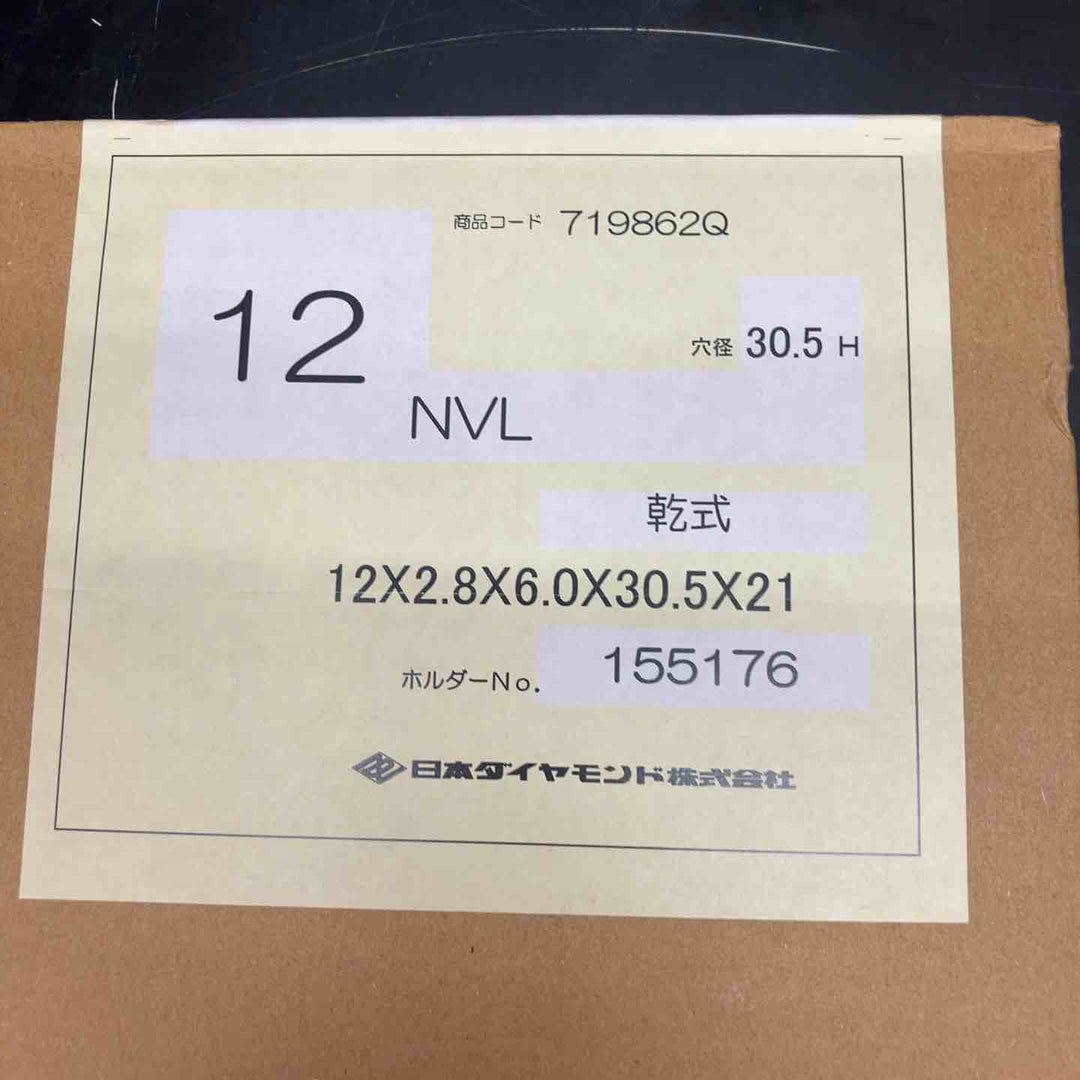 商品コード 719862Q
12
穴径 30.5 H
NVL
乾式
12X2.8X6.0X30.5X21
ホルダーNo. 155176
日本ダイヤモンド株式会社